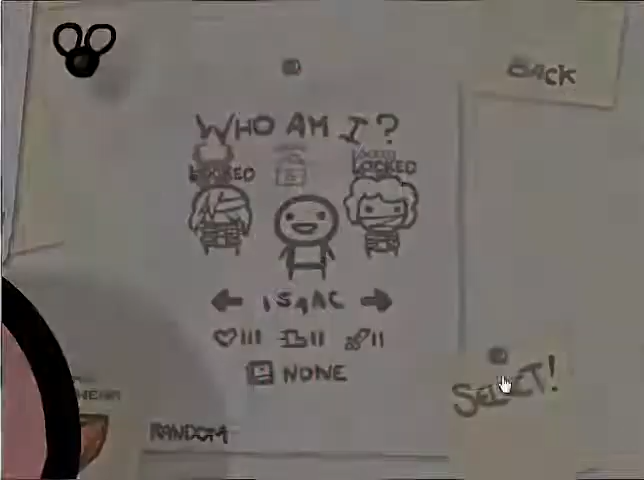 BACK
WHO AM I?
LOCKED
LOCKED
ISAAC
NONE
SELECT!
RANDOM